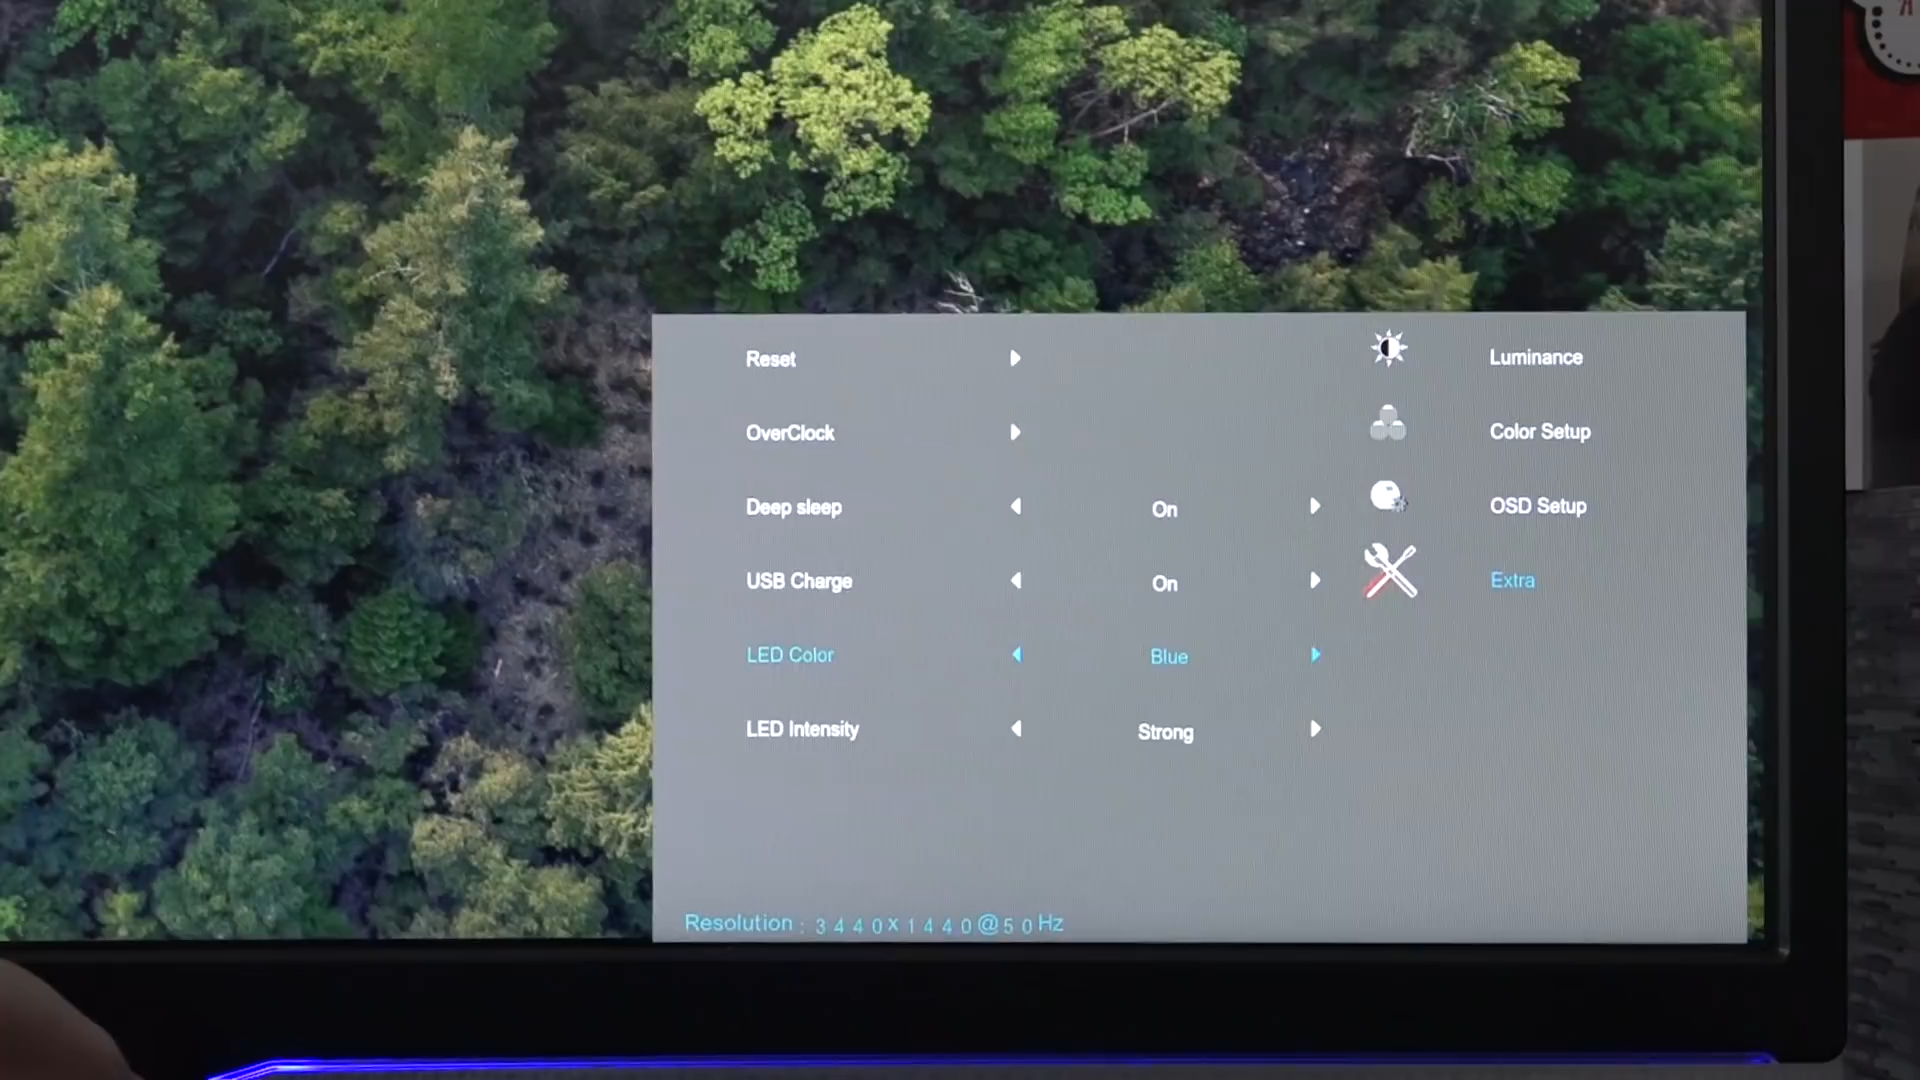 Reset
Luminance
OverClock
Color Setup
Deep sleep On
OSD Setup
USB Charge On
Extra
LED Color Blue
LED Intensity Strong
Resolution : 3440x1440@50Hz